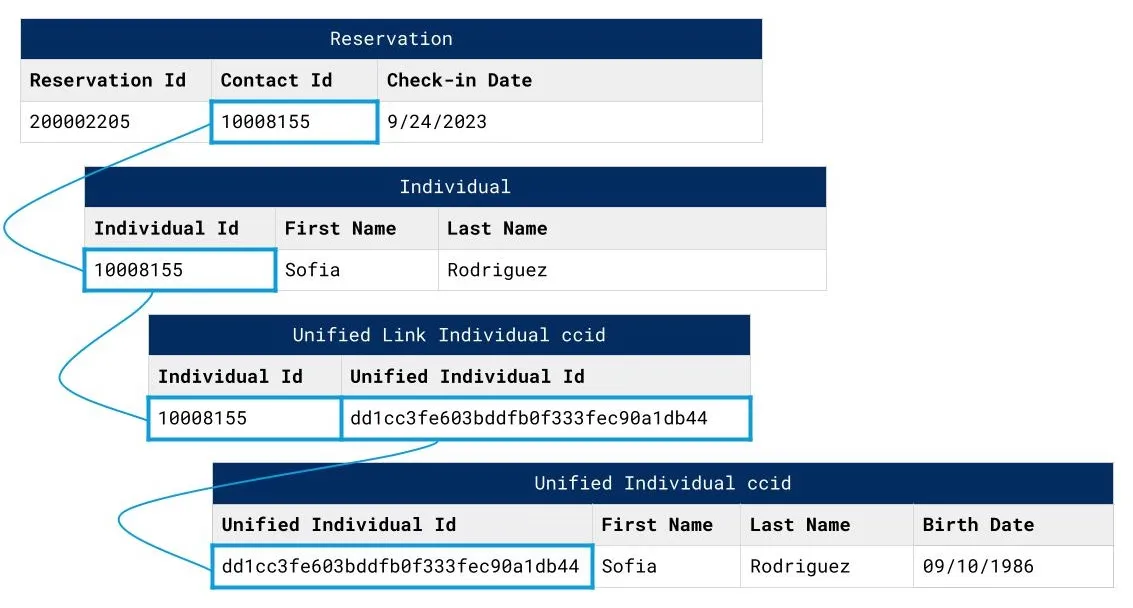 Reservation
Reservation Id Contact Id Check-in Date
200002205 10008155 9/24/2023
Individual
Individual Id First Name Last Name
10008155 Sofia Rodriguez
Unified Link Individual ccid
Individual Id Unified Individual Id
10008155 dd1cc3fe603bddfb0f333fec90a1db44
Unified Individual ccid
Unified Individual Id First Name Last Name Birth Date
dd1cc3fe603bddfb0f333fec90a1db44 Sofia Rodriguez 09/10/1986